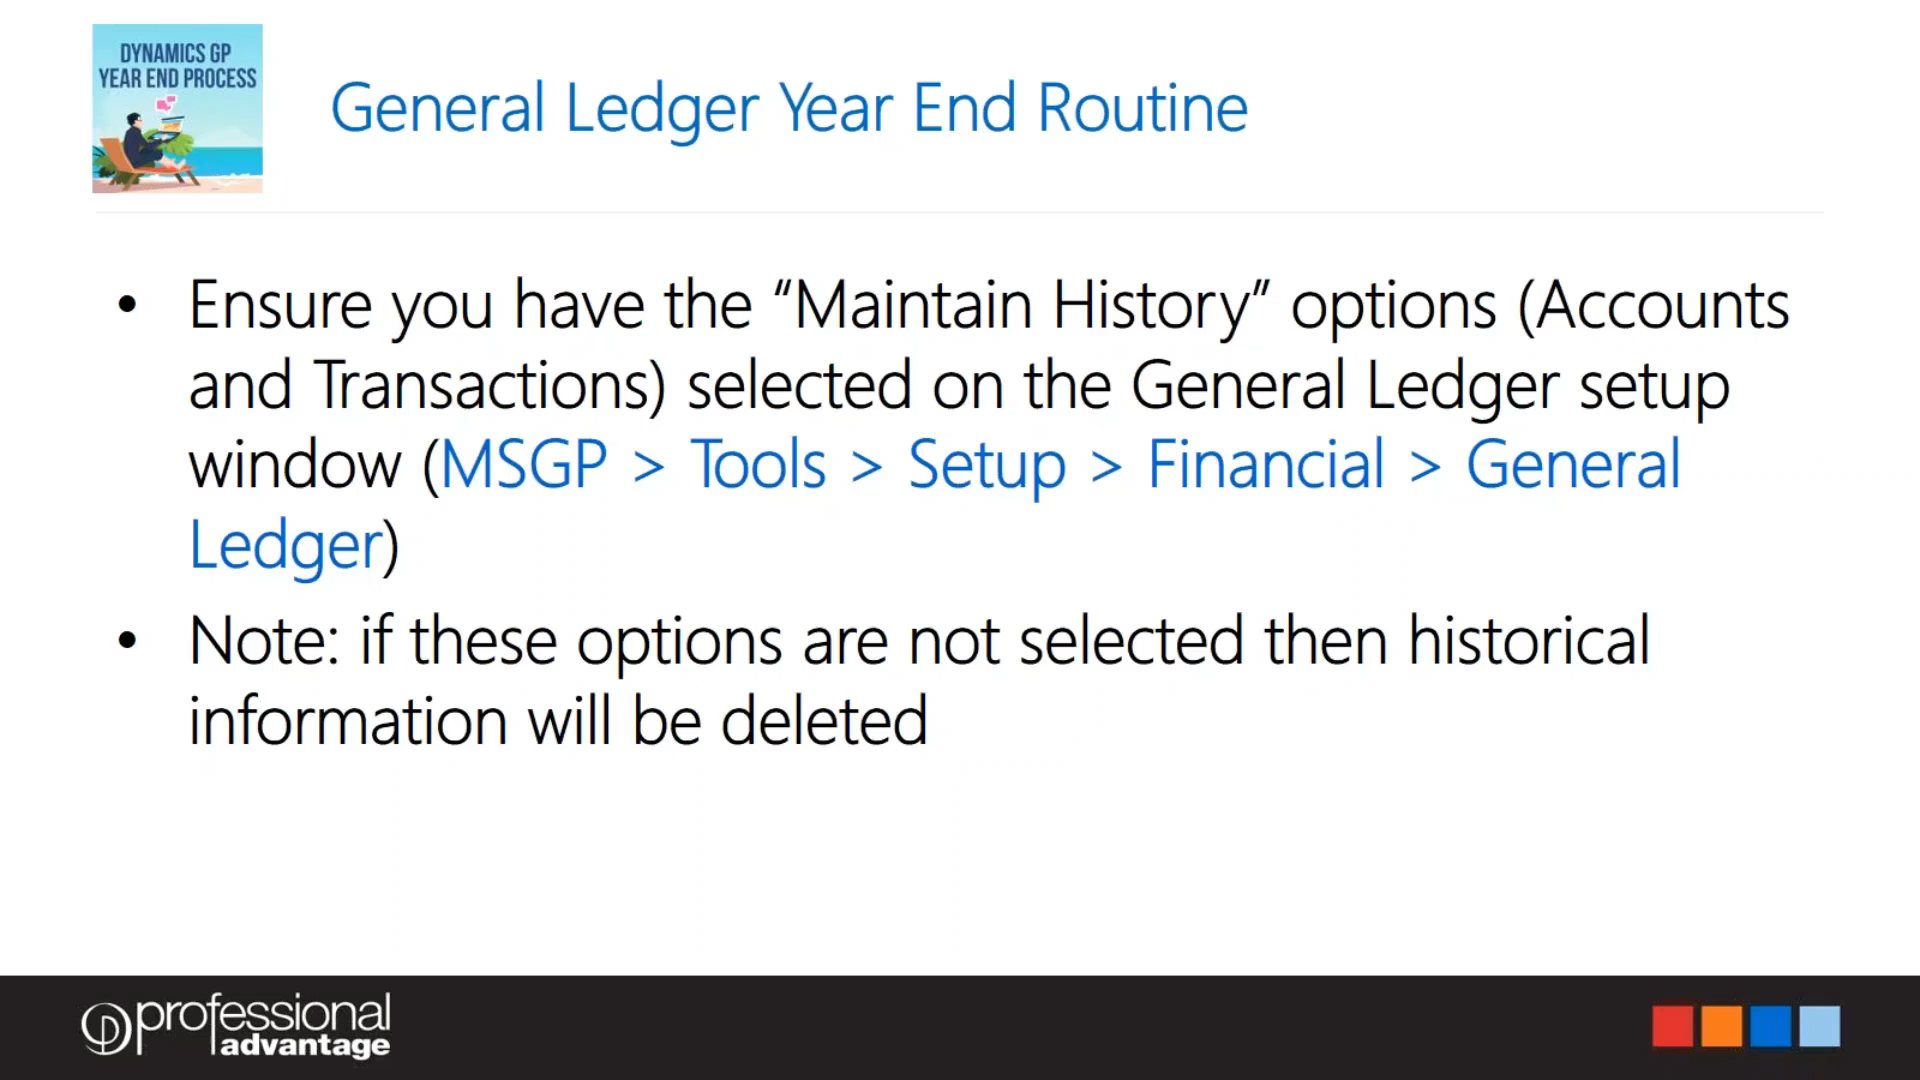 DYNAMICS GP
YEAR END PROCESS
General Ledger Year End Routine
• Ensure you have the “Maintain History” options (Accounts
and Transactions) selected on the General Ledger setup
window (MSGP > Tools > Setup > Financial > General
Ledger)
• Note: if these options are not selected then historical
information will be deleted
professional
advantage